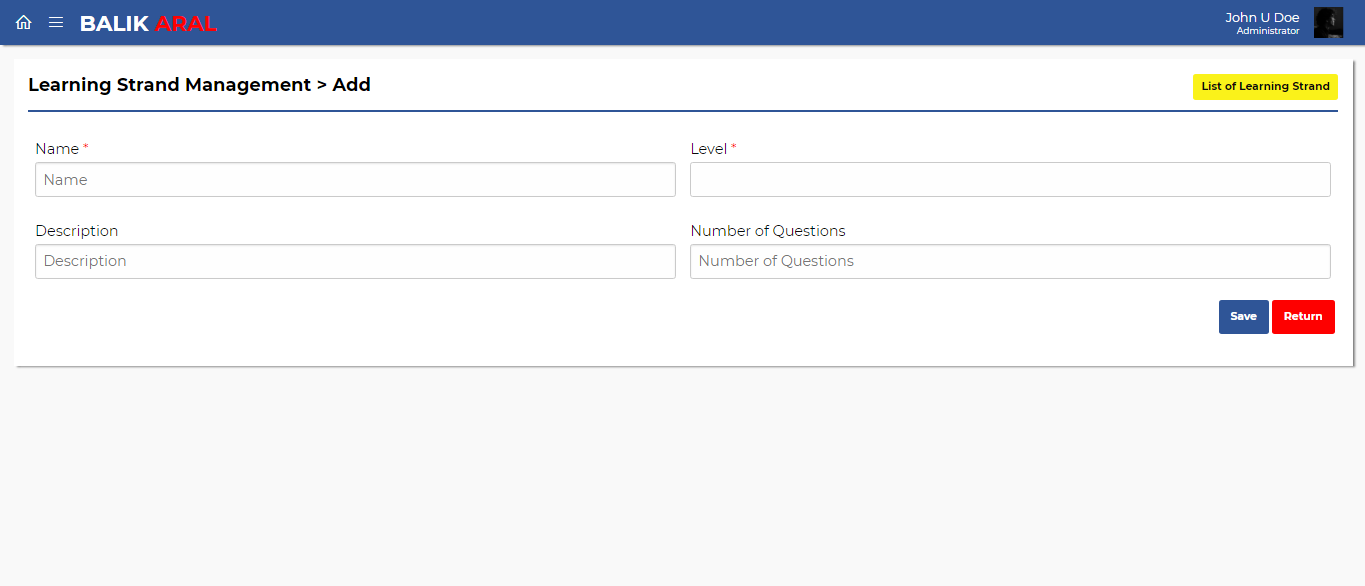 BALIK ARAL
John U Doe
Administrator
Learning Strand Management > Add
List of Learning Strand
Name *
Level *
Name
Description
Number of Questions
Description
Number of Questions
Save
Return